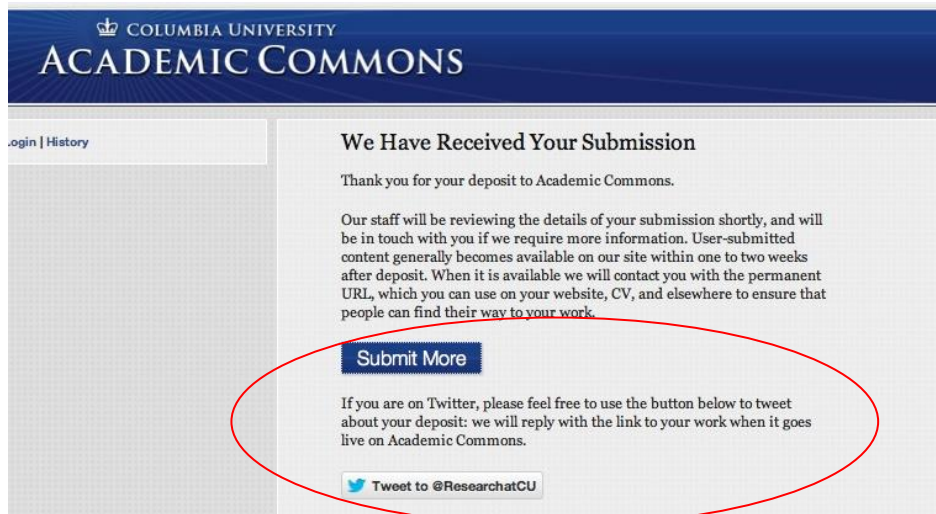 COLUMBIA UNIVERSITY
ACADEMIC COMMONS
Login | History
We Have Received Your Submission
Thank you for your deposit to Academic Commons.
Our staff will be reviewing the details of your submission shortly, and will
be in touch with you if we require more information. User-submitted
content generally becomes available on our site within one to two weeks
after deposit. When it is available we will contact you with the permanent
URL, which you can use on your website, CV, and elsewhere to ensure that
people can find their way to your work.
Submit More
If you are on Twitter, please feel free to use the button below to tweet
about your deposit: we will reply with the link to your work when it goes
live on Academic Commons.
Tweet to @ResearchatCU